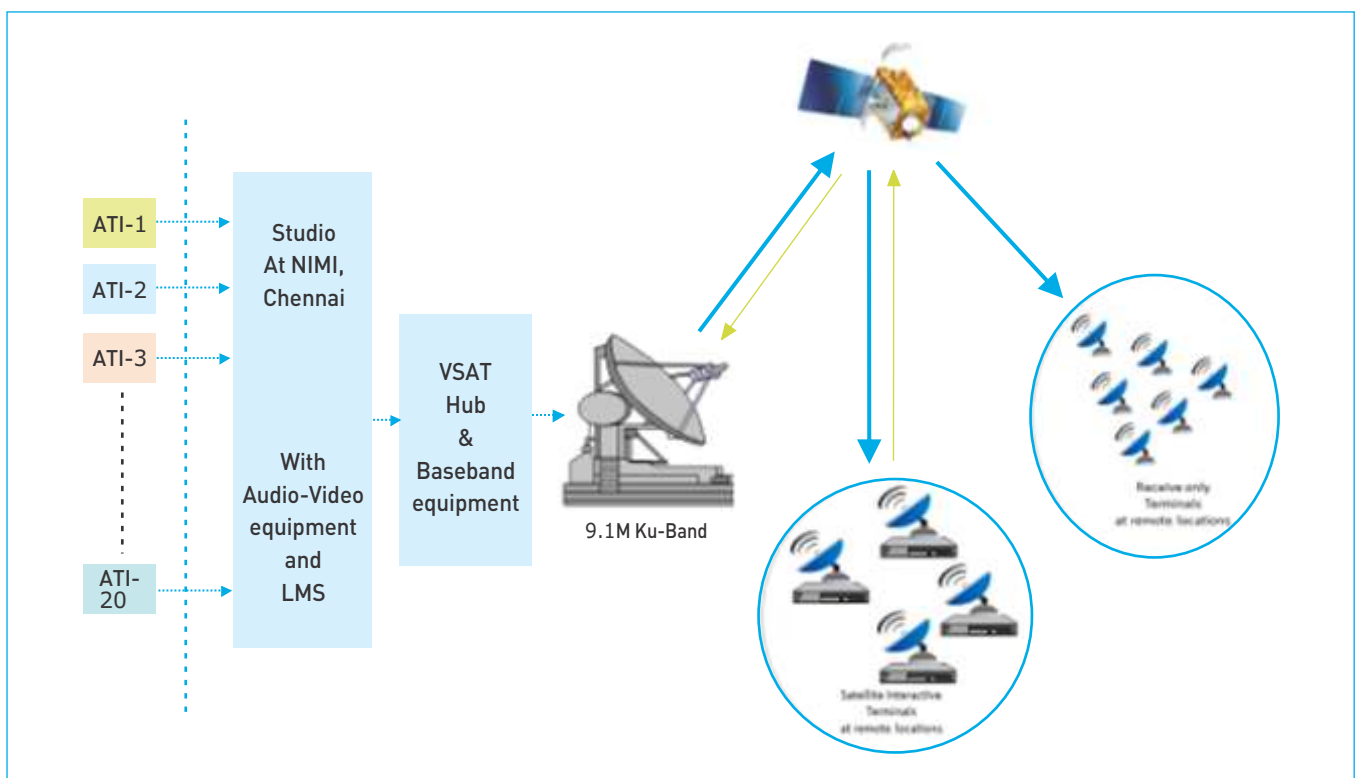 ATI-1
ATI-2
ATI-3
ATI-
20
Studio
At NIMI,
Chennai
With
Audio-Video
equipment
and
LMS
VSAT
Hub
&
Baseband
equipment
9.1M Ku-Band
Satellite Interactive
Terminals
at remote locations
Receive only
Terminals
at remote locations